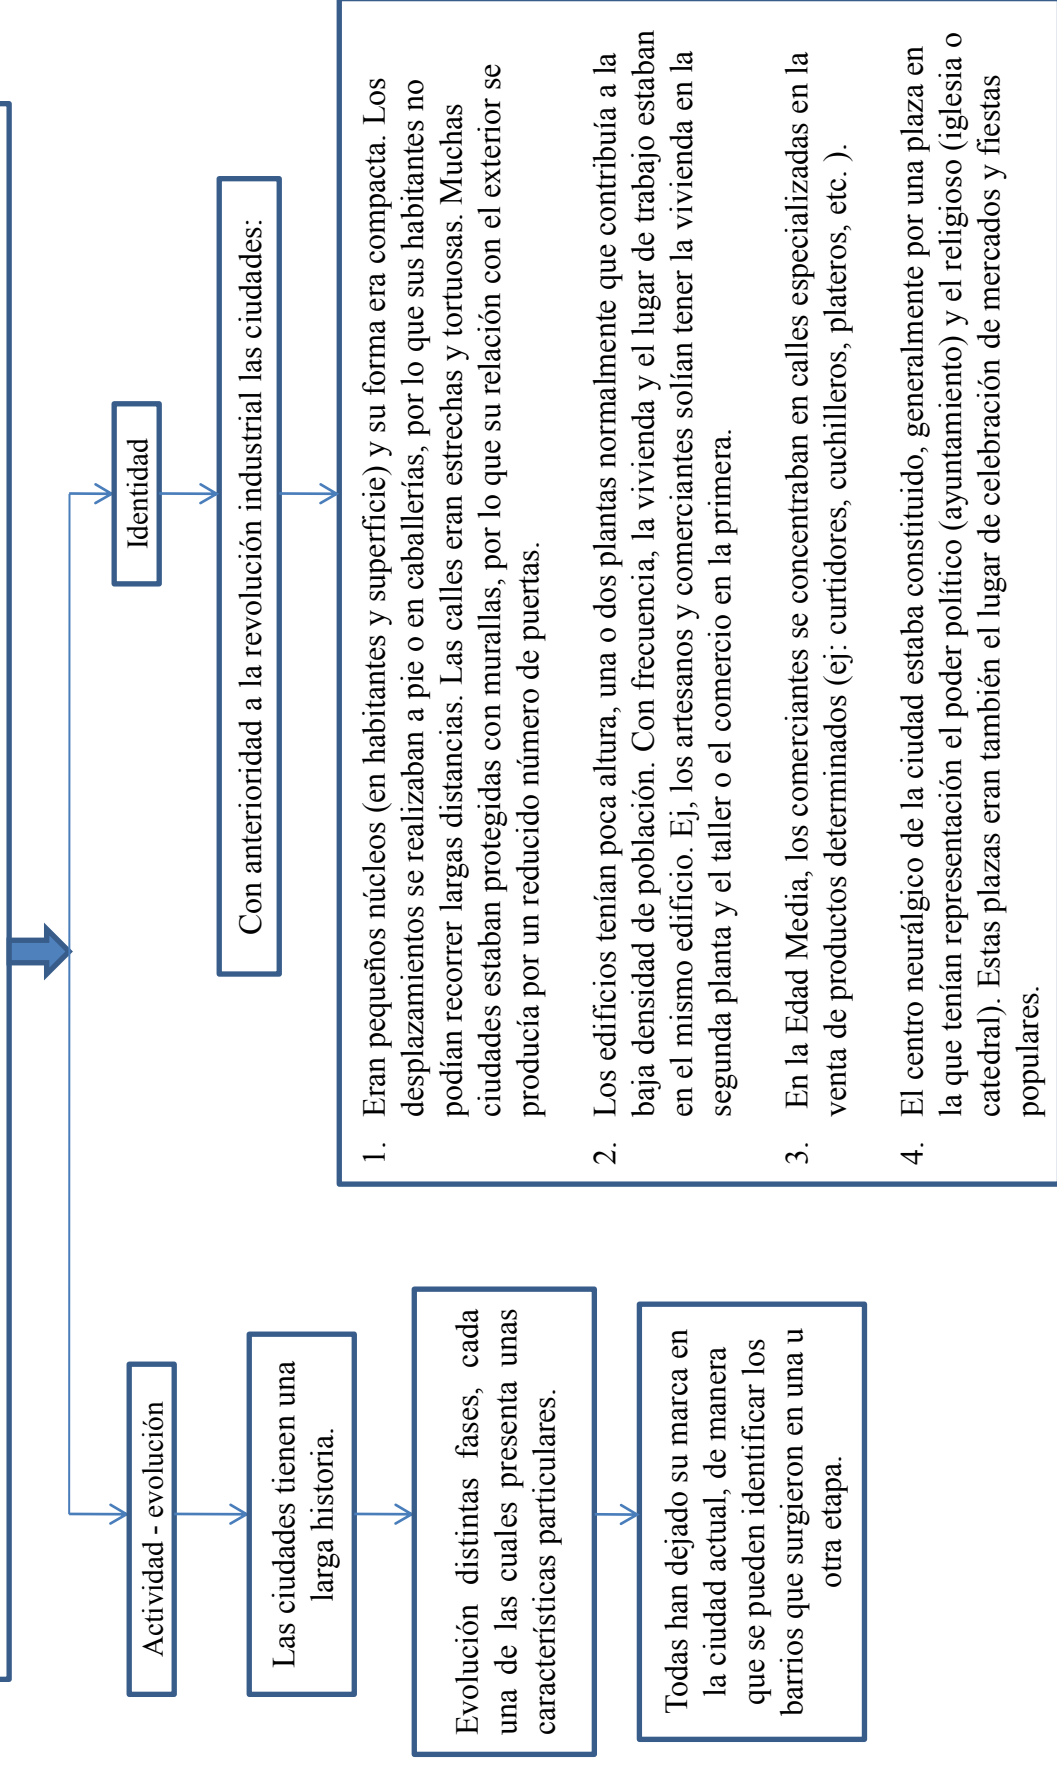 Actividad - evolución
Las ciudades tienen una
larga historia.
Evolución distintas fases, cada
una de las cuales presenta unas
características particulares.
Todas han dejado su marca en
la ciudad actual, de manera
que se pueden identificar los
barrios que surgieron en una u
otra etapa.
Identidad
Con anterioridad a la revolución industrial las ciudades:
1. Eran pequeños núcleos (en habitantes y superficie) y su forma era compacta. Los
desplazamientos se realizaban a pie o en caballerías, por lo que sus habitantes no
podían recorrer largas distancias. Las calles eran estrechas y tortuosas. Muchas
ciudades estaban protegidas con murallas, por lo que su relación con el exterior se
producía por un reducido número de puertas.
2. Los edificios tenían poca altura, una o dos plantas normalmente que contribuía a la
baja densidad de población. Con frecuencia, la vivienda y el lugar de trabajo estaban
en el mismo edificio. Ej, los artesanos y comerciantes solían tener la vivienda en la
segunda planta y el taller o el comercio en la primera.
3. En la Edad Media, los comerciantes se concentraban en calles especializadas en la
venta de productos determinados (ej: curtidores, cuchilleros, plateros, etc. ).
4. El centro neurálgico de la ciudad estaba constituido, generalmente por una plaza en
la que tenían representación el poder político (ayuntamiento) y el religioso (iglesia o
catedral). Estas plazas eran también el lugar de celebración de mercados y fiestas
populares.